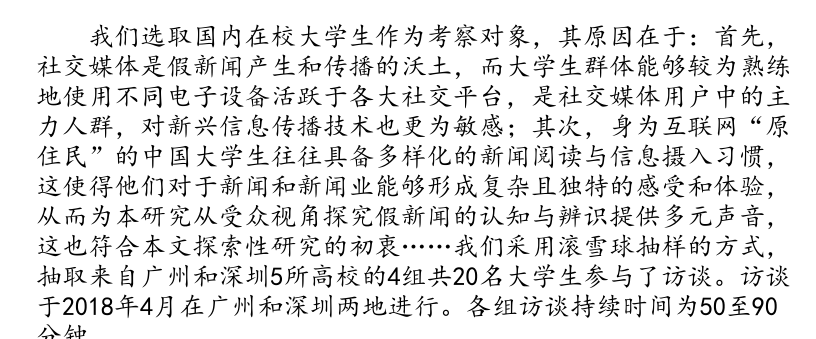 我们选取国内在校大学生作为考察对象，其原因在于：首先，
社交媒体是假新闻产生和传播的沃土，而大学生群体能够较为熟练
地使用不同电子设备活跃于各大社交平台，是社交媒体用户中的主
力人群，对新兴信息传播技术也更为敏感；其次，身为互联网“原
住民”的中国大学生往往具备多样化的新闻阅读与信息摄入习惯，
这使得他们对于新闻和新闻业能够形成复杂且独特的感受和体验，
从而为本研究从受众视角探究假新闻的认知与辨识提供多元声音，
这也符合本文探索性研究的初衷……我们采用滚雪球抽样的方式，
抽取来自广州和深圳5所高校的4组共20名大学生参与了访谈。访谈
于2018年4月在广州和深圳两地进行。各组访谈持续时间为50至90
分钟